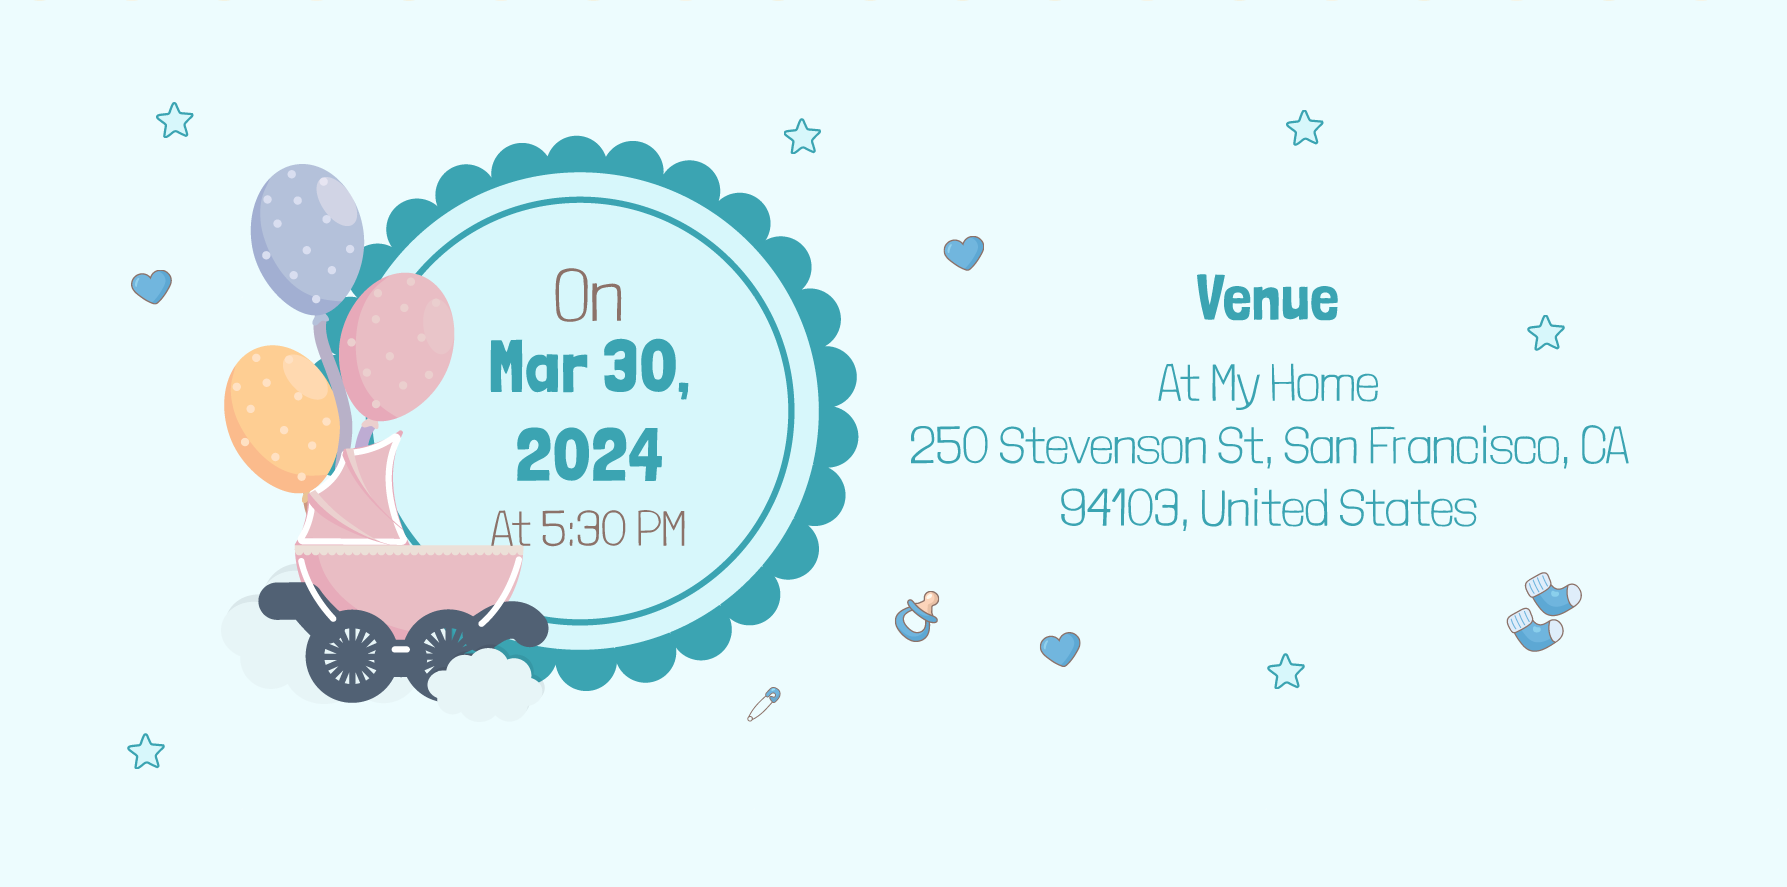 On
Mar 30,
2024
At 5:30 PM
Venue
At My Home
250 Stevenson St, San Francisco, CA
94103, United States